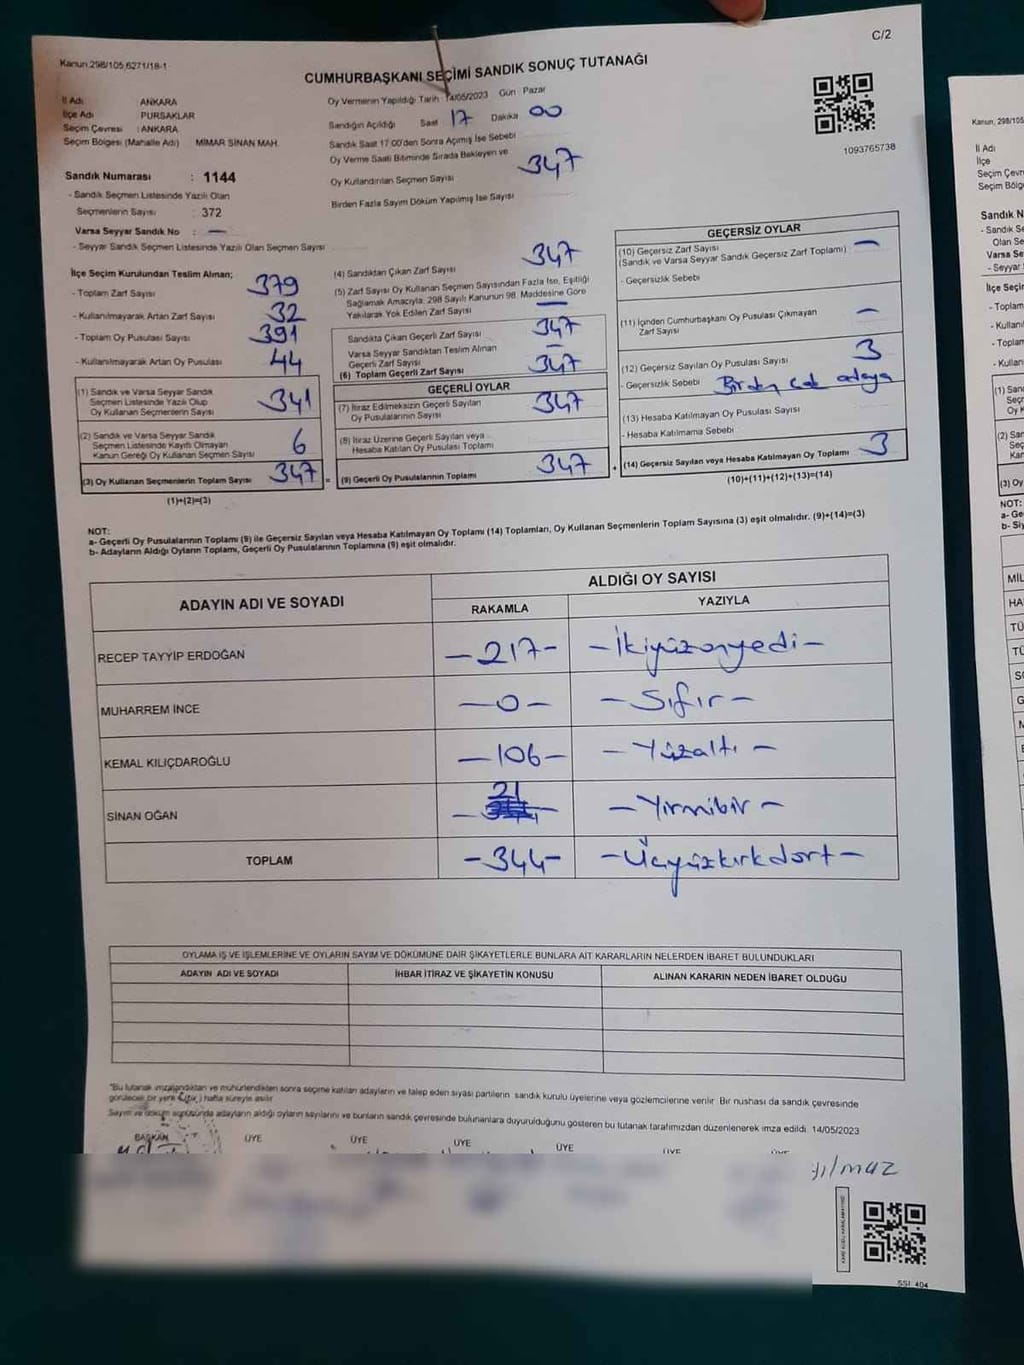 C/2
Kanun 298/105,6271/18-1
CUMHURBAŞKANI SEÇİMİ SANDIK SONUÇ TUTANAĞI
1093765738
İl Adı ANKARA
İlçe Adı PURSAKLAR
Seçim Çevresi : ANKARA
Seçim Bölgesi (Mahalle Adı) MİMAR SİNAN MAH.
Sandık Numarası : 1144
- Sandık Seçmen Listesinde Yazılı Olan
Seçmenlerin Sayısı 372
Varsa Seyyar Sandık No : —
- Seyyar Sandık Seçmen Listesinde Yazılı Olan Seçmen Sayısı
Oy Vermenin Yapıldığı Tarih 14/05/2023 Gün Pazar
Sandığın Açıldığı Saat 17 Dakika 00
Sandık Saat 17.00'den Sonra Açılmış İse Sebebi
Oy Verme Saati Bitiminde Sırada Bekleyen ve
Oy Kullandırılan Seçmen Sayısı 347
Birden Fazla Sayım Döküm Yapılmış İse Sayısı
İlçe Seçim Kurulundan Teslim Alınan;
- Toplam Zarf Sayısı 379
- Kullanılmayarak Artan Zarf Sayısı 32
- Toplam Oy Pusulası Sayısı 391
- Kullanılmayarak Artan Oy Pusulası 44
(1) Sandık ve Varsa Seyyar Sandık
Seçmen Listesinde Yazılı Olup
Oy Kullanan Seçmenlerin Sayısı 341
(2) Sandık ve Varsa Seyyar Sandık
Seçmen Listesinde Kayıtlı Olmayan
Kanun Gereği Oy Kullanan Seçmen Sayısı 6
(3) Oy Kullanan Seçmenlerin Toplam Sayısı 347
(1)+(2)=(3)
(4) Sandıktan Çıkan Zarf Sayısı 347
(5) Zarf Sayısı Oy Kullanan Seçmen Sayısından Fazla İse, Eşitliği
Sağlamak Amacıyla, 298 Sayılı Kanunun 98. Maddesine Göre
Yakılarak Yok Edilen Zarf Sayısı —
Sandıkta Çıkan Geçerli Zarf Sayısı 347
Varsa Seyyar Sandıktan Teslim Alınan
Geçerli Zarf Sayısı —
(6) Toplam Geçerli Zarf Sayısı 347
GEÇERLİ OYLAR
(7) İtiraz Edilmeksizin Geçerli Sayılan
Oy Pusulalarının Sayısı 347
(8) İtiraz Üzerine Geçerli Sayılan veya
Hesaba Katılan Oy Pusulası Toplamı
(9) Geçerli Oy Pusulalarının Toplamı 347
GEÇERSİZ OYLAR
(10) Geçersiz Zarf Sayısı —
(Sandık ve Varsa Seyyar Sandık Geçersiz Zarf Toplamı)
- Geçersizlik Sebebi
(11) İçinden Cumhurbaşkanı Oy Pusulası Çıkmayan
Zarf Sayısı —
(12) Geçersiz Sayılan Oy Pusulası Sayısı 3
- Geçersizlik Sebebi Birden çok adaya
(13) Hesaba Katılmayan Oy Pusulası Sayısı
- Hesaba Katılmama Sebebi
(14) Geçersiz Sayılan veya Hesaba Katılmayan Oy Toplamı 3
(10)+(11)+(12)+(13)=(14)
NOT:
a- Geçerli Oy Pusulalarının Toplamı (9) ile Geçersiz Sayılan veya Hesaba Katılmayan Oy Toplamı (14) Toplamları, Oy Kullanan Seçmenlerin Toplam Sayısına (3) eşit olmalıdır. (9)+(14)=(3)
b- Adayların Aldığı Oyların Toplamı, Geçerli Oy Pusulalarının Toplamına (9) eşit olmalıdır.
ADAYIN ADI VE SOYADI ALDIĞI OY SAYISI
RAKAMLA YAZIYLA
RECEP TAYYİP ERDOĞAN -217- -İkiyüzonyedi-
MUHARREM İNCE -0- -Sıfır-
KEMAL KILIÇDAROĞLU -106- -Yüzaltı-
SİNAN OĞAN 21 -Yirmibir-
TOPLAM -344- -Üçyüzkırkdört-
OYLAMA İŞ VE İŞLEMLERİNE VE OYLARIN SAYIM VE DÖKÜMÜNE DAİR ŞİKAYETLERLE BUNLARA AİT KARARLARIN NELERDEN İBARET BULUNDUKLARI
ADAYIN ADI VE SOYADI İHBAR İTİRAZ VE ŞİKAYETİN KONUSU ALINAN KARARIN NEDEN İBARET OLDUĞU
"Bu tutanak imzalandıktan ve mühürlendikten sonra seçime katılan adayların ve talep eden siyasi partilerin sandık kurulu üyelerine veya gözlemcilerine verilir. Bir nushası da sandık çevresinde
görülecek bir yere hafta süreyle asılır
Sayım ve döküm sonucunda adayların aldığı oyların sayılarını ve bunların sandık çevresinde bulunanlara duyurulduğunu gösteren bu tutanak tarafımızdan düzenlenerek imza edildi. 14/05/2023
BAŞKAN ÜYE ÜYE ÜYE ÜYE ÜYE
yılmaz
SSI 404
Kanun, 298/105
İl Adı
İlçe